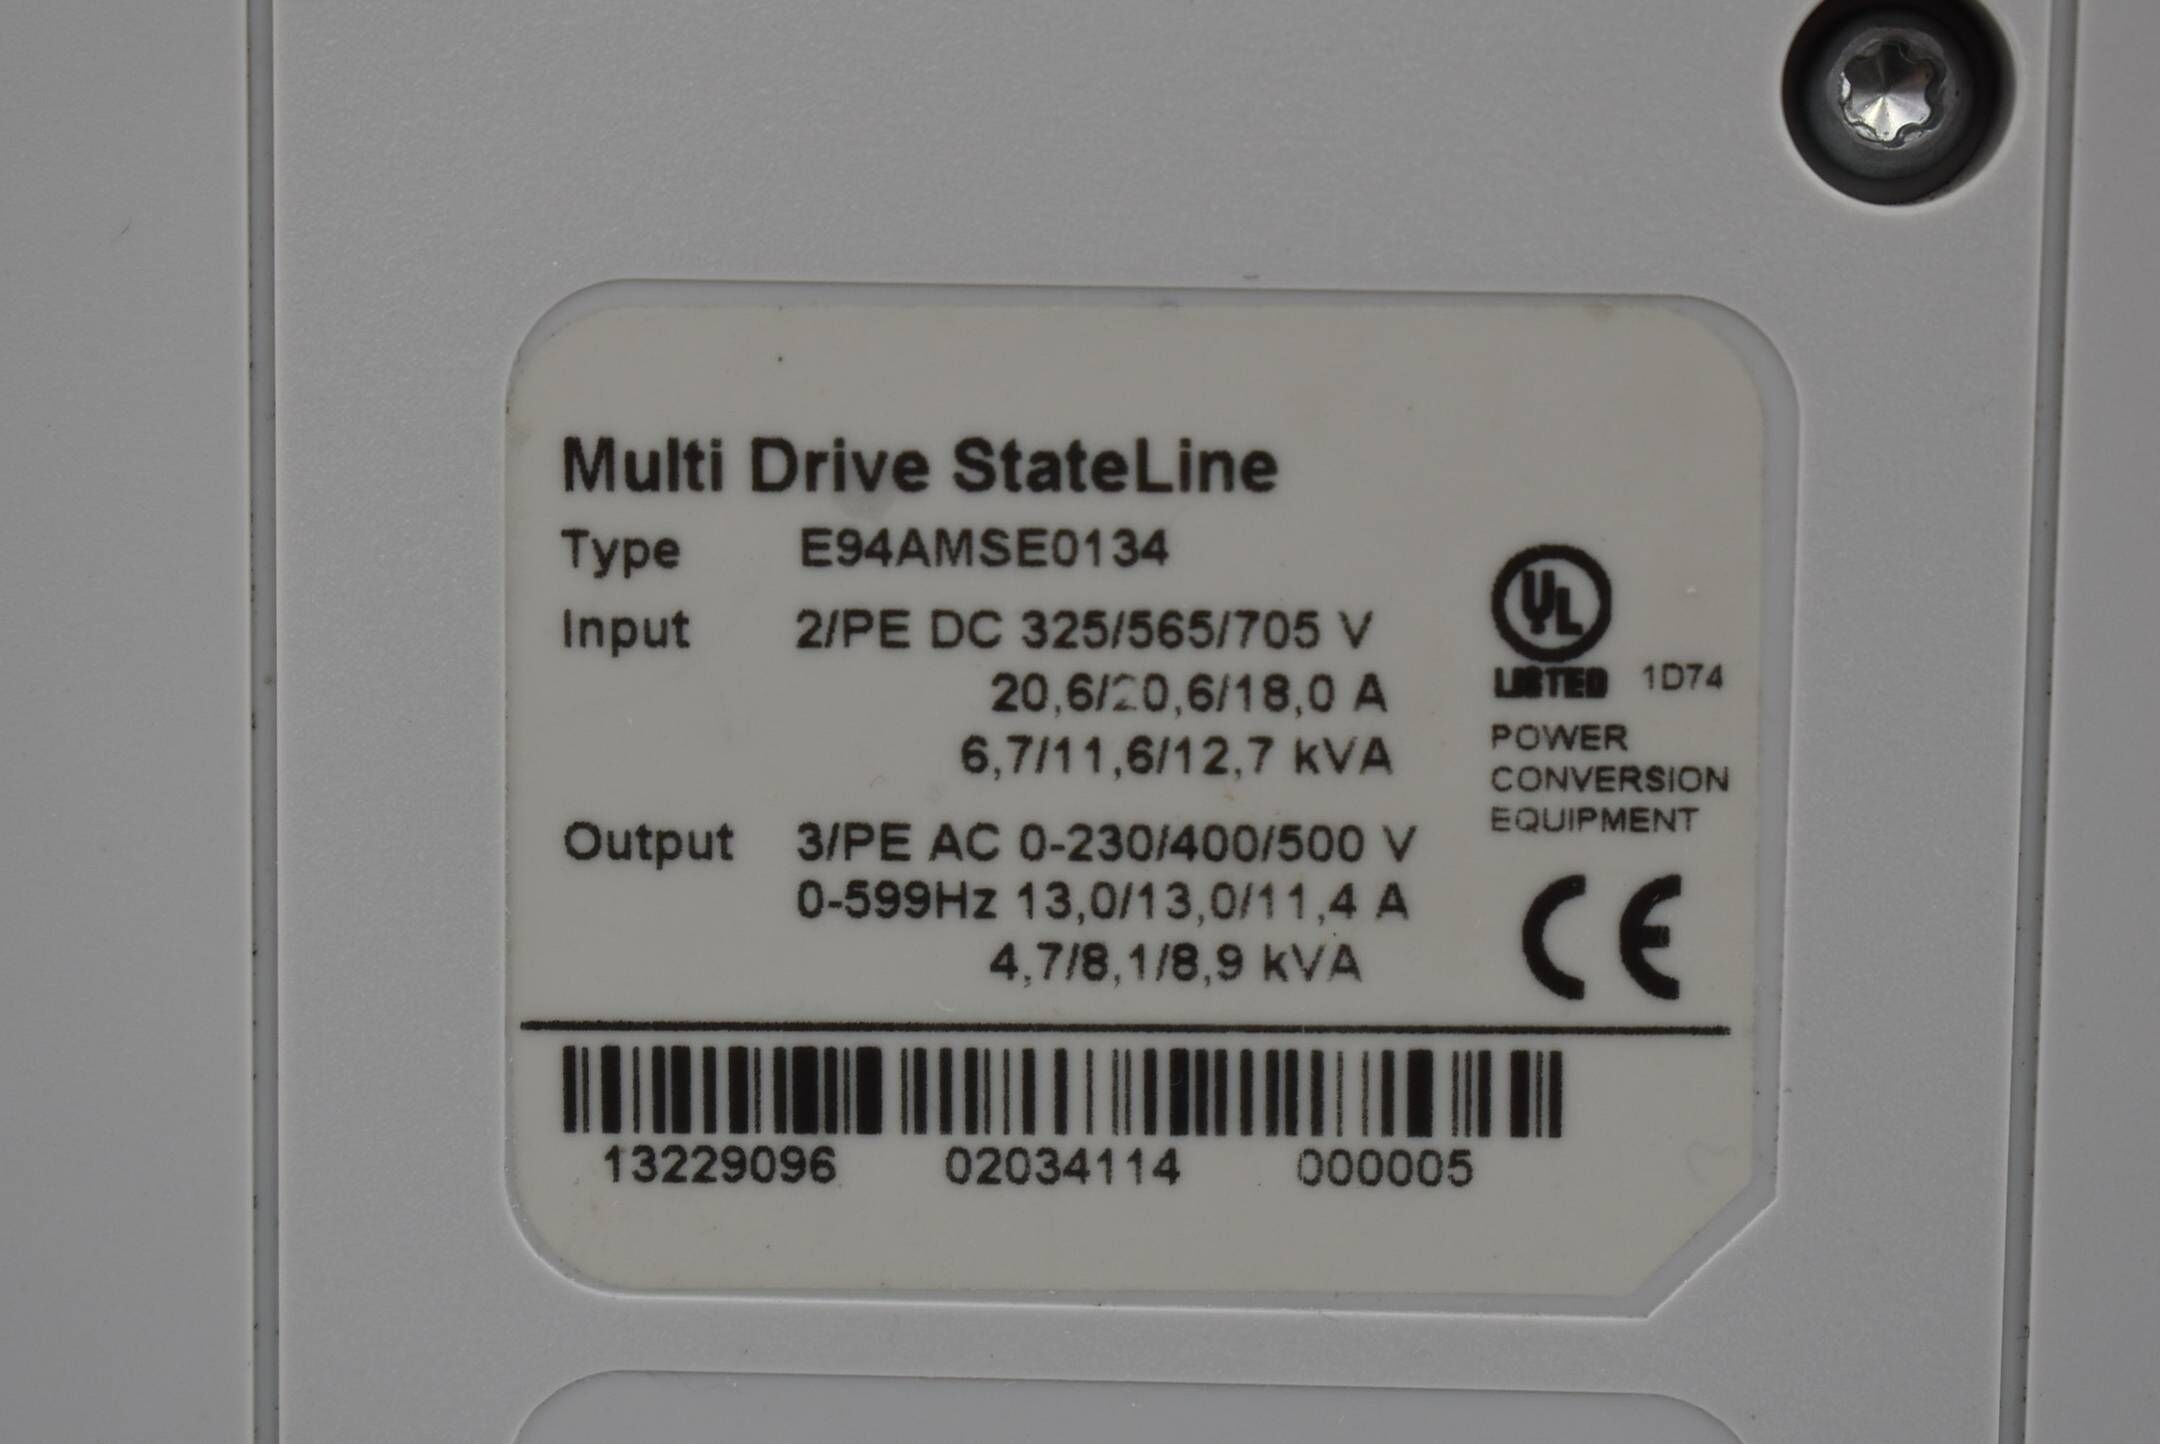 Multi Drive StateLine
Type E94AMSE0134
Input 2/PE DC 325/565/705 V
20,6/20,6/18,0 A
6,7/11,6/12,7 kVA
Output 3/PE AC 0-230/400/500 V
0-599Hz 13,0/13,0/11,4 A
4,7/8,1/8,9 kVA
UL
LISTED 1D74
POWER
CONVERSION
EQUIPMENT
CE
13229096 02034114 000005